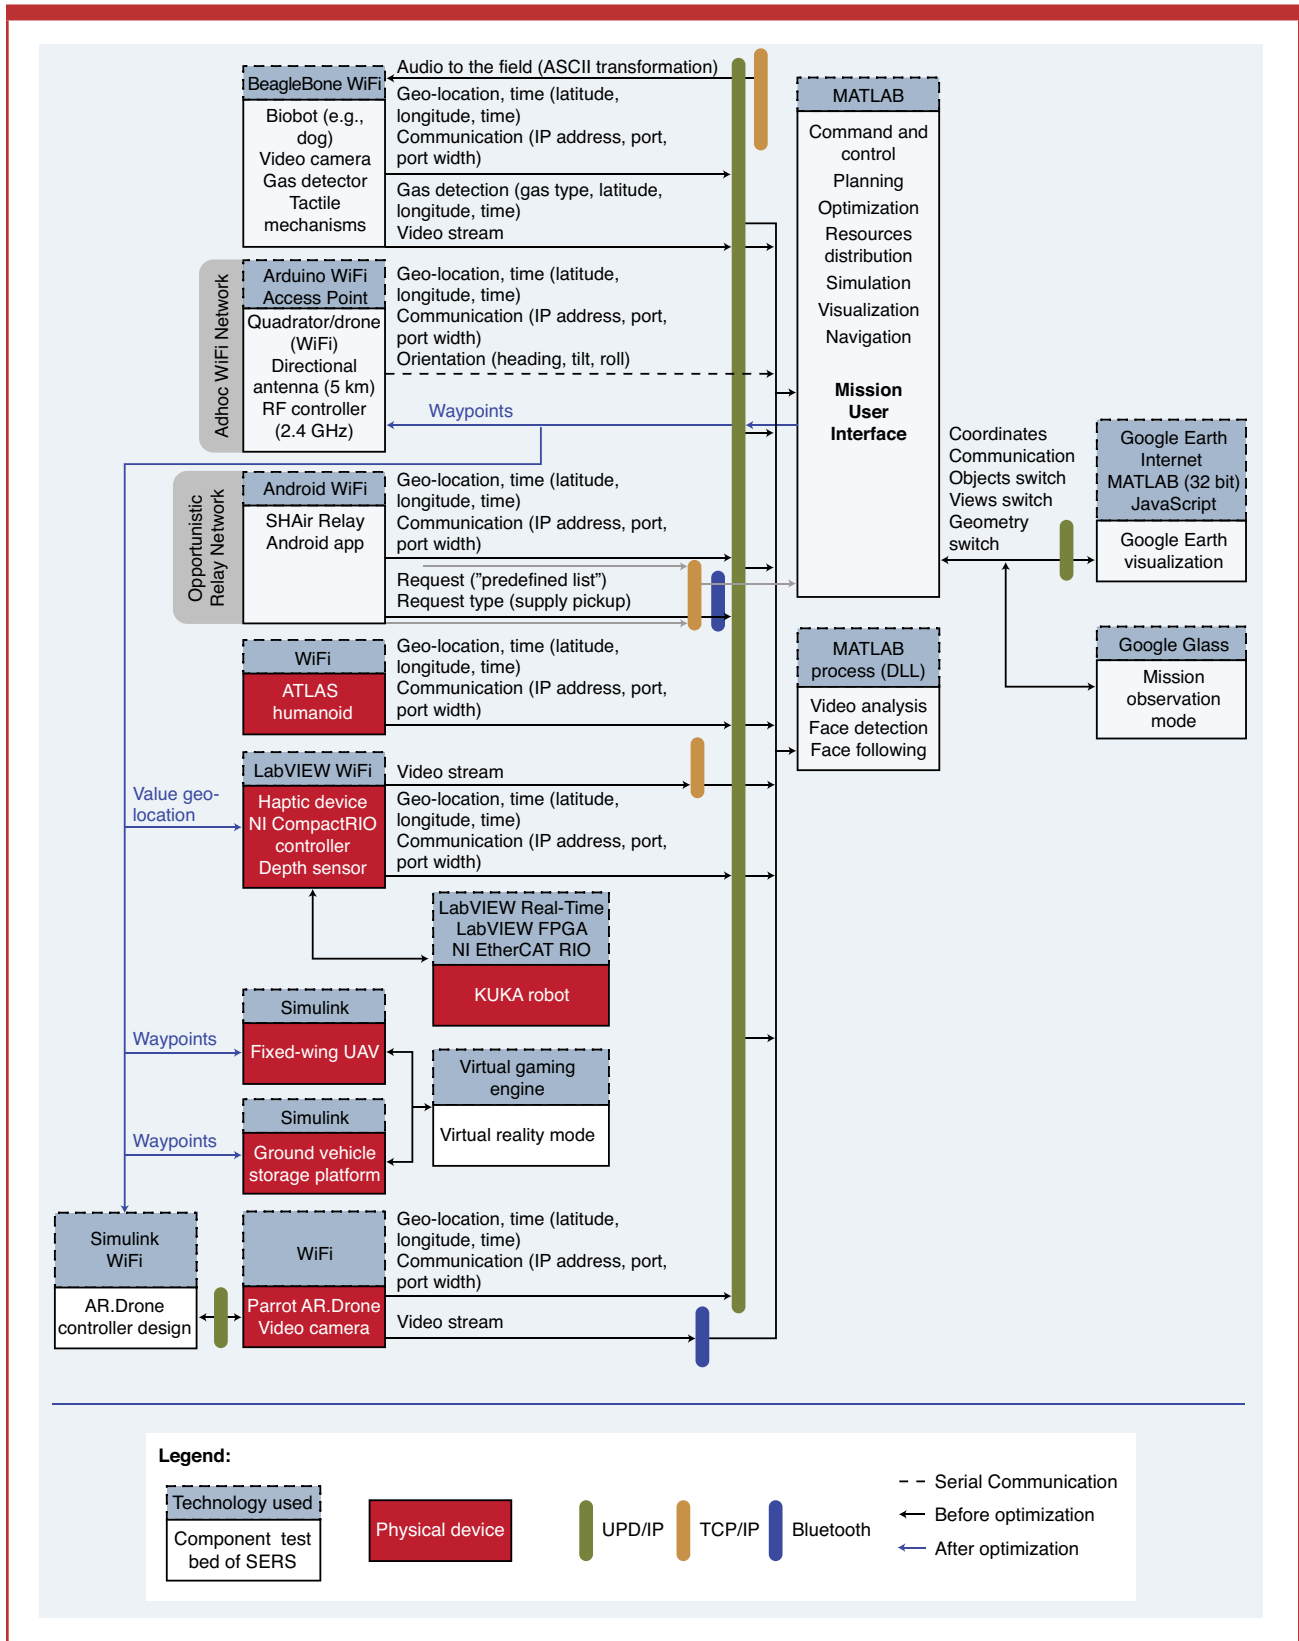 BeagleBone WiFi
Biobot (e.g.,
dog)
Video camera
Gas detector
Tactile
mechanisms
Audio to the field (ASCII transformation)
Geo-location, time (latitude,
longitude, time)
Communication (IP address, port,
port width)
Gas detection (gas type, latitude,
longitude, time)
Video stream
Adhoc WiFi Network
Arduino WiFi
Access Point
Quadrator/drone
(WiFi)
Directional
antenna (5 km)
RF controller
(2.4 GHz)
Geo-location, time (latitude,
longitude, time)
Communication (IP address, port,
port width)
Orientation (heading, tilt, roll)
Waypoints
Opportunistic
Relay Network
Android WiFi
SHAir Relay
Android app
Geo-location, time (latitude,
longitude, time)
Communication (IP address, port,
port width)
Request ("predefined list")
Request type (supply pickup)
WiFi
ATLAS
humanoid
Geo-location, time (latitude,
longitude, time)
Communication (IP address, port,
port width)
Value geo-
location
LabVIEW WiFi
Haptic device
NI CompactRIO
controller
Depth sensor
Video stream
Geo-location, time (latitude,
longitude, time)
Communication (IP address, port,
port width)
LabVIEW Real-Time
LabVIEW FPGA
NI EtherCAT RIO
KUKA robot
Waypoints
Simulink
Fixed-wing UAV
Virtual gaming
engine
Virtual reality mode
Waypoints
Simulink
Ground vehicle
storage platform
Simulink
WiFi
AR.Drone
controller design
WiFi
Parrot AR.Drone
Video camera
Geo-location, time (latitude,
longitude, time)
Communication (IP address, port,
port width)
Video stream
MATLAB
Command and
control
Planning
Optimization
Resources
distribution
Simulation
Visualization
Navigation
Mission
User
Interface
MATLAB
process (DLL)
Video analysis
Face detection
Face following
Coordinates
Communication
Objects switch
Views switch
Geometry
switch
Google Earth
Internet
MATLAB (32 bit)
JavaScript
Google Earth
visualization
Google Glass
Mission
observation
mode
Legend:
Technology used
Component test
bed of SERS
Physical device
UPD/IP
TCP/IP
Bluetooth
Serial Communication
Before optimization
After optimization